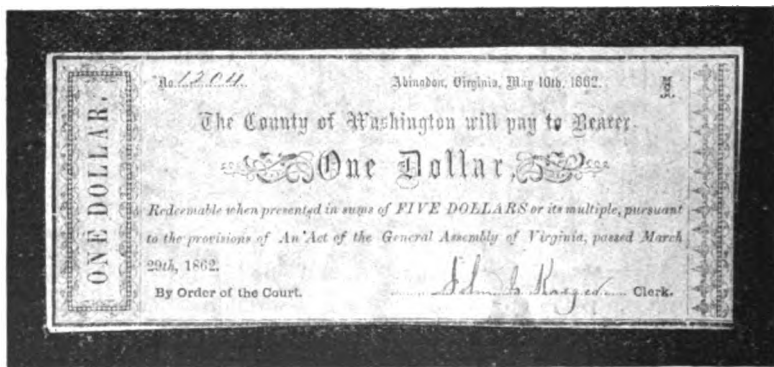 ONE DOLLAR.
No. 1204 Abingdon, Virginia, May 10th, 1862. 1
The County of Washington will pay to Bearer
One Dollar,
Redeemable when presented in sums of FIVE DOLLARS or its multiple, pursuant
to the provisions of An Act of the General Assembly of Virginia, passed March
29th, 1862.
By Order of the Court. Clerk.